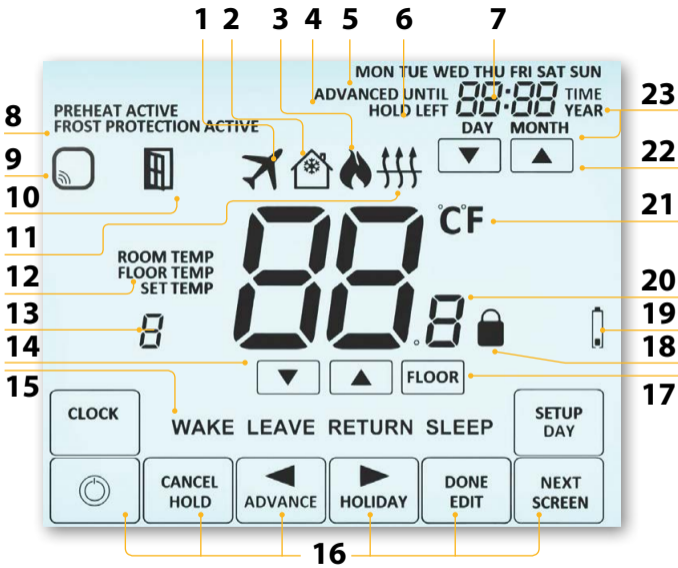 1 2 3 4 5 6 7
MON TUE WED THU FRI SAT SUN
ADVANCED UNTIL 88:88 TIME
HOLD LEFT YEAR
23
DAY MONTH
8
PREHEAT ACTIVE
FROST PROTECTION ACTIVE
▼ ▲
22
9
10
11
°C°F
21
ROOM TEMP
12
FLOOR TEMP
SET TEMP
88.8
20
13
8
19
14
18
▼ ▲ FLOOR
15
17
CLOCK
WAKE LEAVE RETURN SLEEP
SETUP
DAY
CANCEL
HOLD
◀
ADVANCE
▶
HOLIDAY
DONE
EDIT
NEXT
SCREEN
16